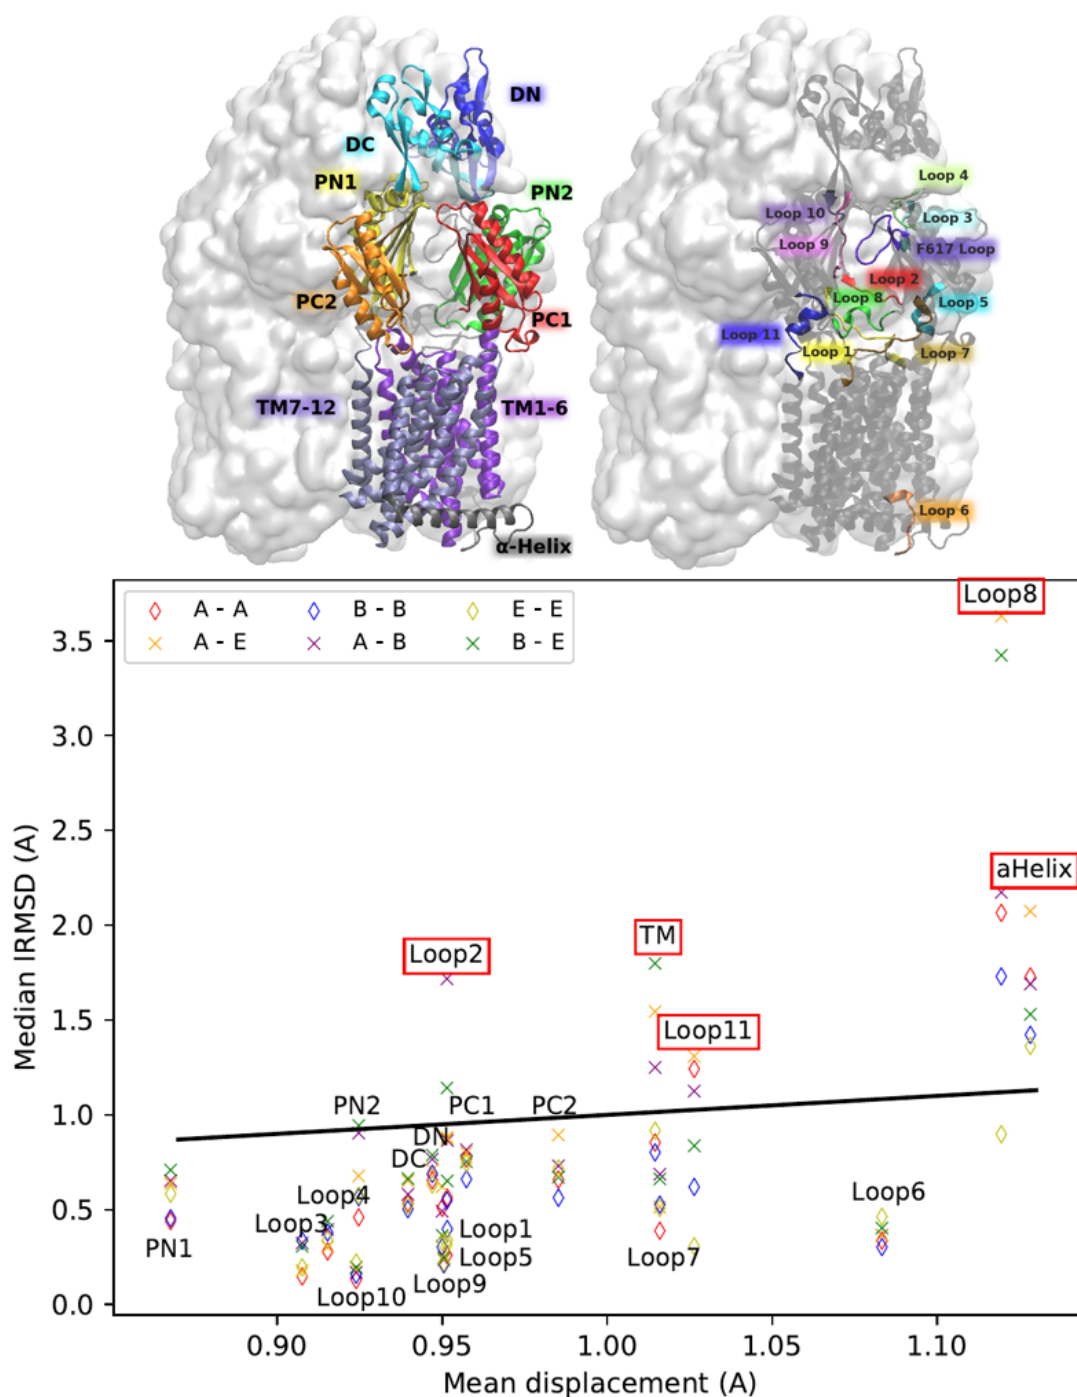 DN
DC
PN1
PN2
PC2
PC1
TM7-12
TM1-6
α-Helix
Loop 4
Loop 10
Loop 3
Loop 9
F617 Loop
Loop 2
Loop 8
Loop 5
Loop 11
Loop 1
Loop 7
Loop 6
A - A
B - B
E - E
A - E
A - B
B - E
Loop8
aHelix
TM
Loop2
Loop11
PN2
PC1
PC2
DN
DC
Loop4
Loop3
Loop6
Loop1
PN1
Loop5
Loop7
Loop9
Loop10
3.5
3.0
2.5
2.0
1.5
1.0
0.5
0.0
Median lRMSD (A)
0.90
0.95
1.00
1.05
1.10
Mean displacement (A)